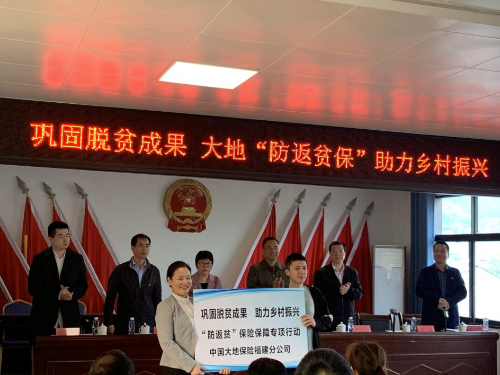 巩固脱贫成果 大地“防返贫保”助力乡村振兴
巩固脱贫成果 助力乡村振兴
“防返贫”保险保障专项行动
中国大地保险福建分公司